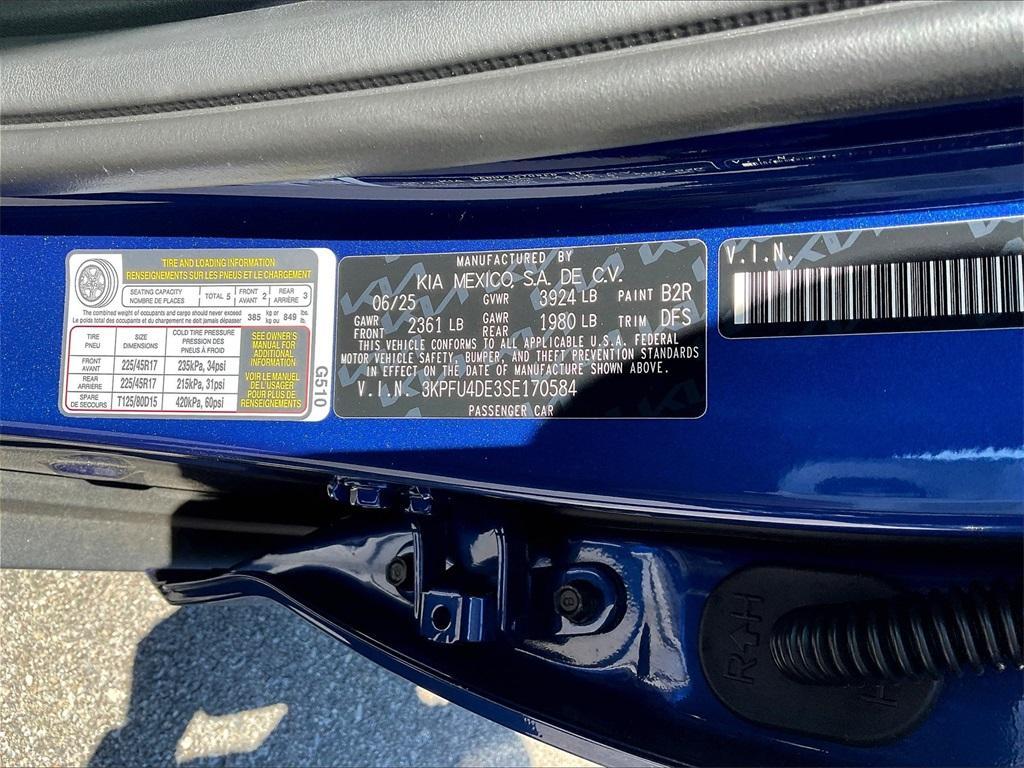 TIRE AND LOADING INFORMATION
RENSEIGNEMENTS SUR LES PNEUS ET LE CHARGEMENT
SEATING CAPACITY
NOMBRE DE PLACES
TOTAL 5
FRONT
AVANT 2
REAR
ARRIÈRE 3
The combined weight of occupants and cargo should never exceed
Le poids total des occupants et du chargement ne doit jamais dépasser
385 kg or
kg ou 849 lbs.
lb.
TIRE
PNEU
SIZE
DIMENSIONS
COLD TIRE PRESSURE
PRESSION DES
PNEUS À FROID
FRONT
AVANT
225/45R17
235kPa, 34psi
REAR
ARRIÈRE
225/45R17
215kPa, 31psi
SPARE
DE SECOURS
T125/80D15
420kPa, 60psi
SEE OWNER'S
MANUAL FOR
ADDITIONAL
INFORMATION
VOIR LE MANUEL
DE L'USAGER
POUR PLUS DE
RENSEIGNEMENTS
G510
MANUFACTURED BY
KIA MEXICO, S.A. DE C.V.
06/25 GVWR 3924 LB PAINT B2R
GAWR
FRONT 2361 LB GAWR
REAR 1980 LB TRIM DFS
THIS VEHICLE CONFORMS TO ALL APPLICABLE U.S. FEDERAL
MOTOR VEHICLE SAFETY, BUMPER, AND THEFT PREVENTION STANDARDS
IN EFFECT ON THE DATE OF MANUFACTURE SHOWN ABOVE.
V.I.N. 3KPFU4DE3SE170584
PASSENGER CAR
V.I.N.
R H